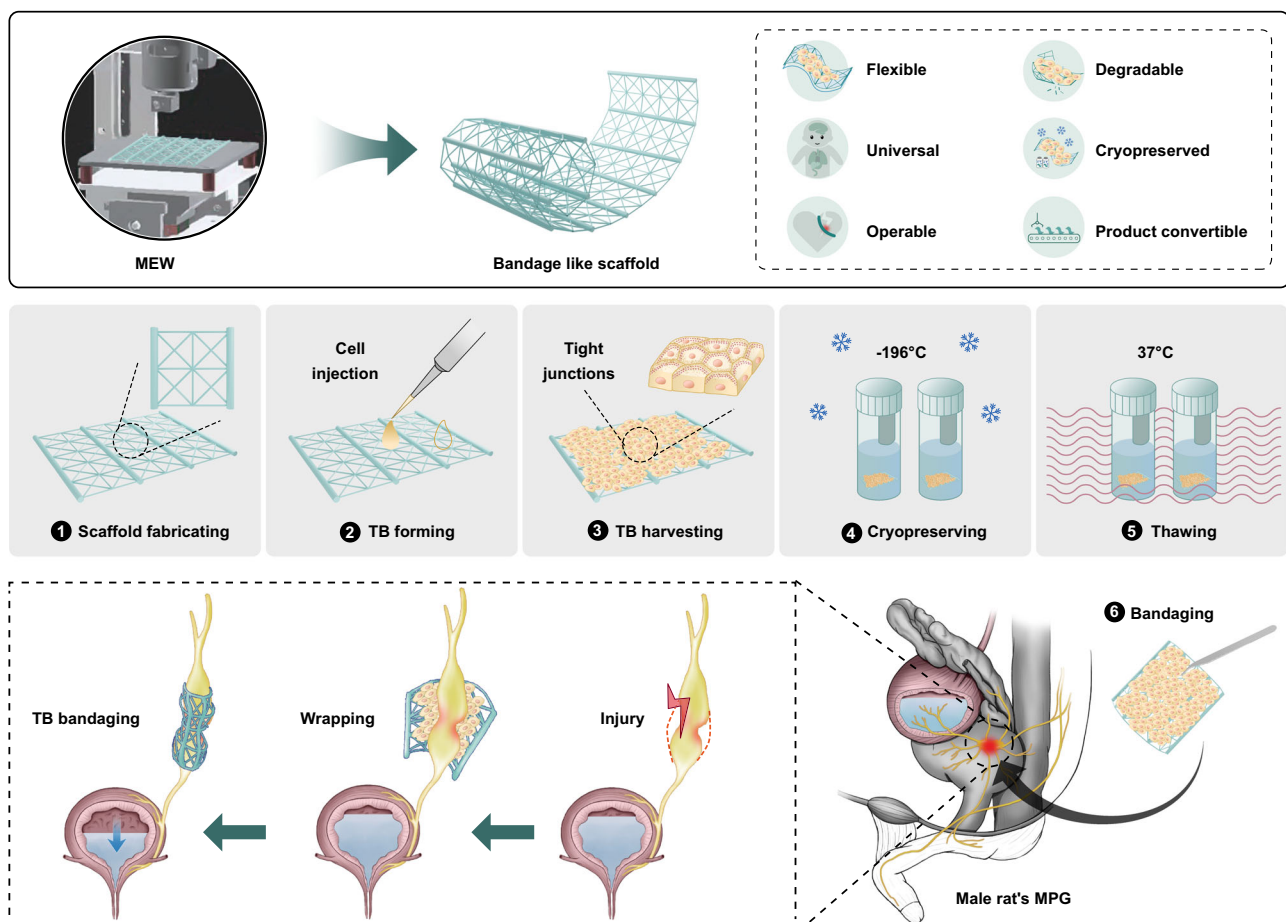 MEW
Bandage like scaffold
Flexible
Degradable
Universal
Cryopreserved
Operable
Product convertible
1 Scaffold fabricating
Cell
injection
2 TB forming
Tight
junctions
3 TB harvesting
-196°C
4 Cryopreserving
37°C
5 Thawing
TB bandaging
Wrapping
Injury
6 Bandaging
Male rat's MPG